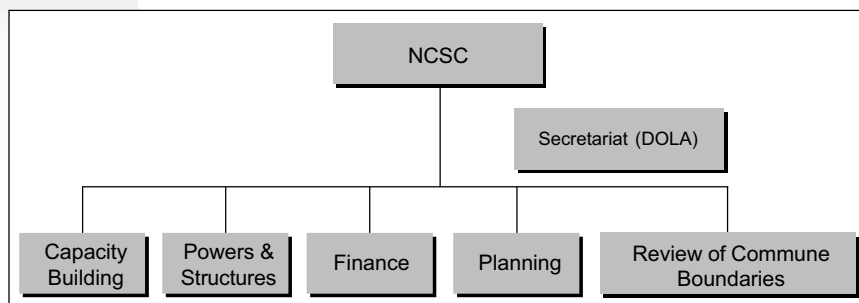 NCSC
Secretariat (DOLA)
Capacity
Building
Powers &
Structures
Finance
Planning
Review of Commune
Boundaries